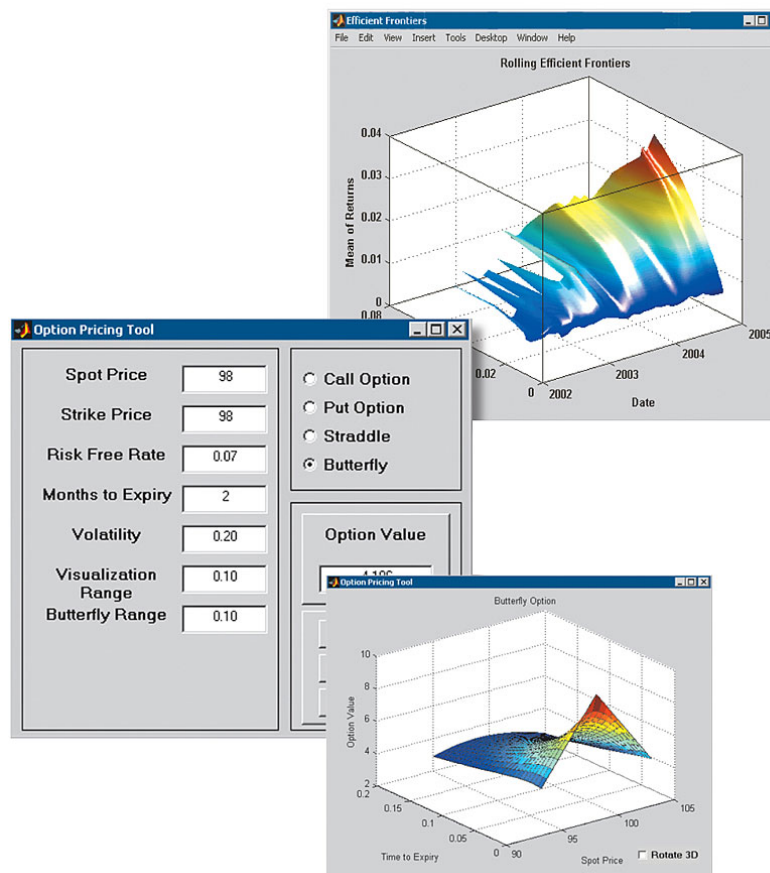 Efficient Frontiers
File Edit View Insert Tools Desktop Window Help
Rolling Efficient Frontiers
0.04
0.03
0.02
0.01
0
Mean of Returns
0.08
0.02
0
2002
2003
2004
2005
Date
Option Pricing Tool
Spot Price 98
Strike Price 98
Risk Free Rate 0.07
Months to Expiry 2
Volatility 0.20
Visualization
Range 0.10
Butterfly Range 0.10
Call Option
Put Option
Straddle
Butterfly
Option Value
Option Pricing Tool
Butterfly Option
10
8
6
4
2
Option Value
0.2
0.15
0.1
0.05
0
Time to Expiry
90
95
100
105
Spot Price
Rotate 3D